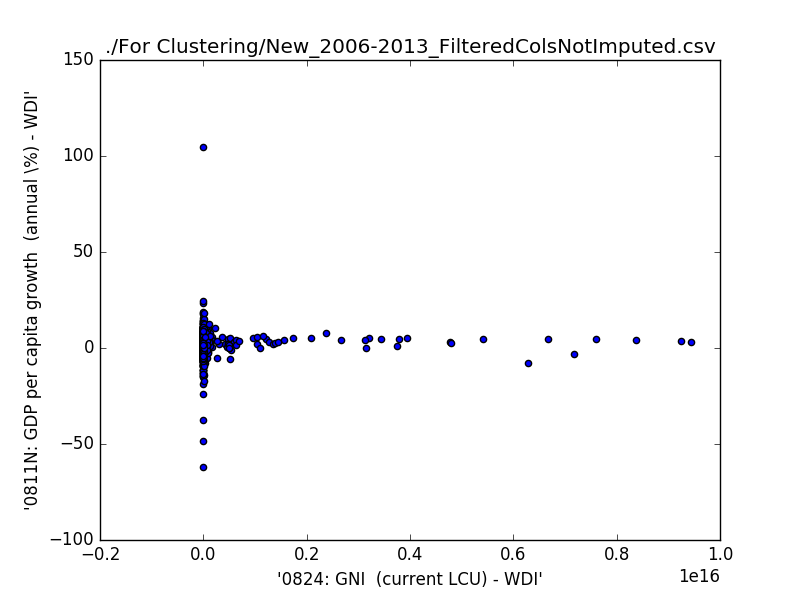 ./For Clustering/New_2006-2013_FilteredColsNotImputed.csv
150
100
50
0
−50
−100
'0811N: GDP per capita growth  (annual \%) - WDI'
−0.2 0.0 0.2 0.4 0.6 0.8 1.0
1e16
'0824: GNI  (current LCU) - WDI'